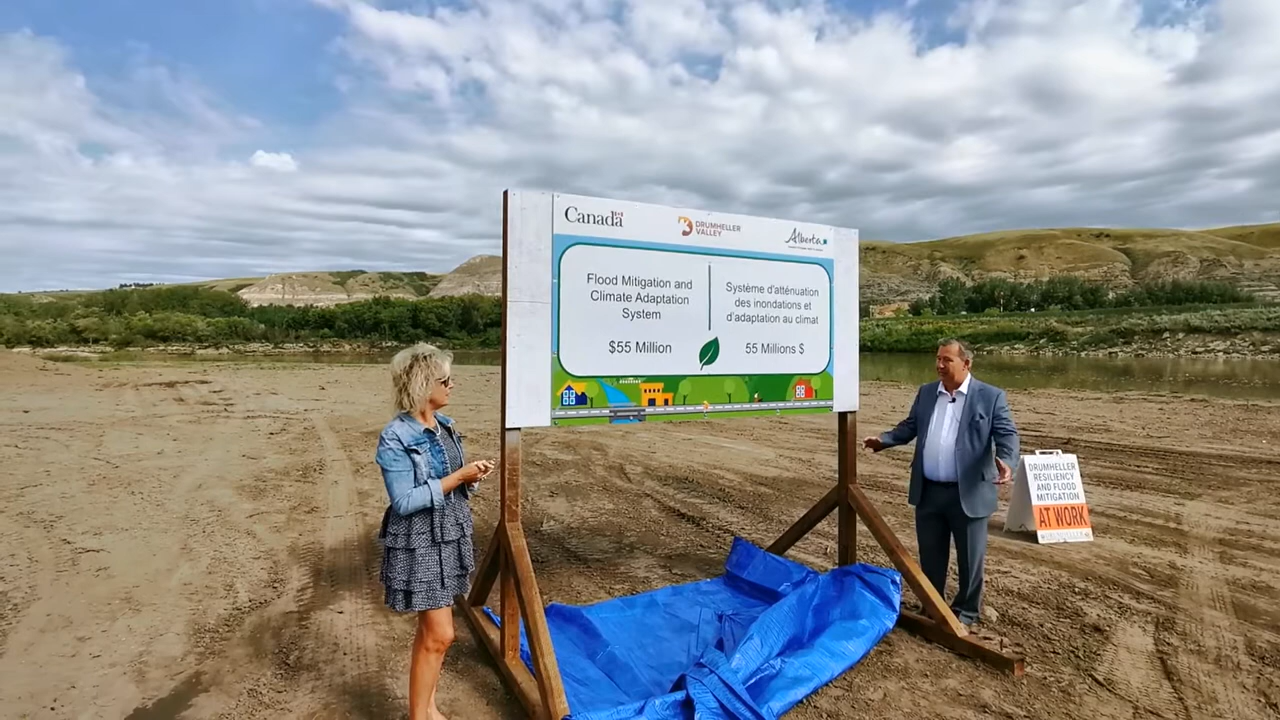 Canada
DRUMHELLER
VALLEY
Alberta
Flood Mitigation and
Climate Adaptation
System
$55 Million
Système d'atténuation
des inondations et
d'adaptation au climat
55 Millions $
DRUMHELLER
RESILIENCY
AND FLOOD
MITIGATION
AT WORK